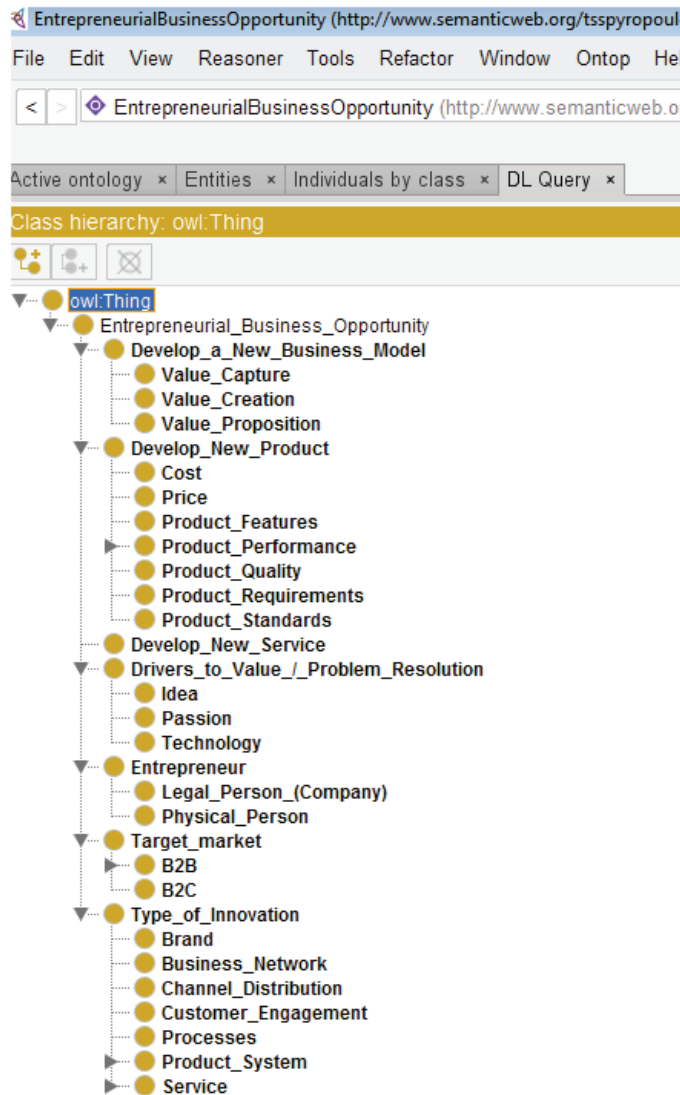 EntrepreneurialBusinessOpportunity (http://www.semanticweb.org/tsspyropoul
File Edit View Reasoner Tools Refactor Window Ontop Hel
< > EntrepreneurialBusinessOpportunity (http://www.semanticweb.o
Active ontology × Entities × Individuals by class × DL Query ×
Class hierarchy: owl:Thing
owl:Thing
Entrepreneurial_Business_Opportunity
Develop_a_New_Business_Model
Value_Capture
Value_Creation
Value_Proposition
Develop_New_Product
Cost
Price
Product_Features
Product_Performance
Product_Quality
Product_Requirements
Product_Standards
Develop_New_Service
Drivers_to_Value_/_Problem_Resolution
Idea
Passion
Technology
Entrepreneur
Legal_Person_(Company)
Physical_Person
Target_market
B2B
B2C
Type_of_Innovation
Brand
Business_Network
Channel_Distribution
Customer_Engagement
Processes
Product_System
Service